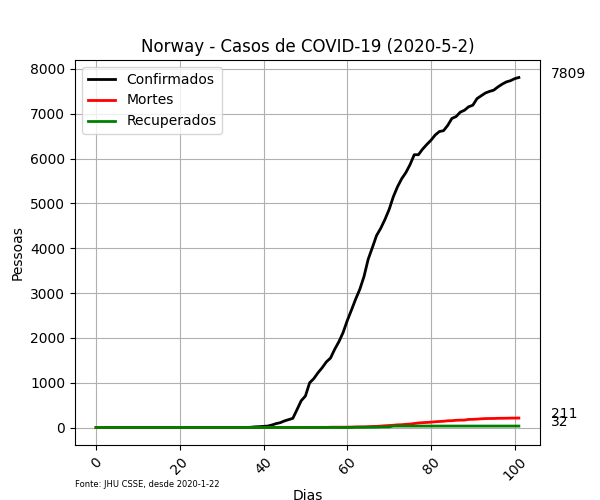 Norway - Casos de COVID-19 (2020-5-2)
Confirmados
Mortes
Recuperados
8000
7000
6000
5000
4000
3000
2000
1000
0
Pessoas
7809
211
32
0
20
40
60
80
100
Fonte: JHU CSSE, desde 2020-1-22
Dias